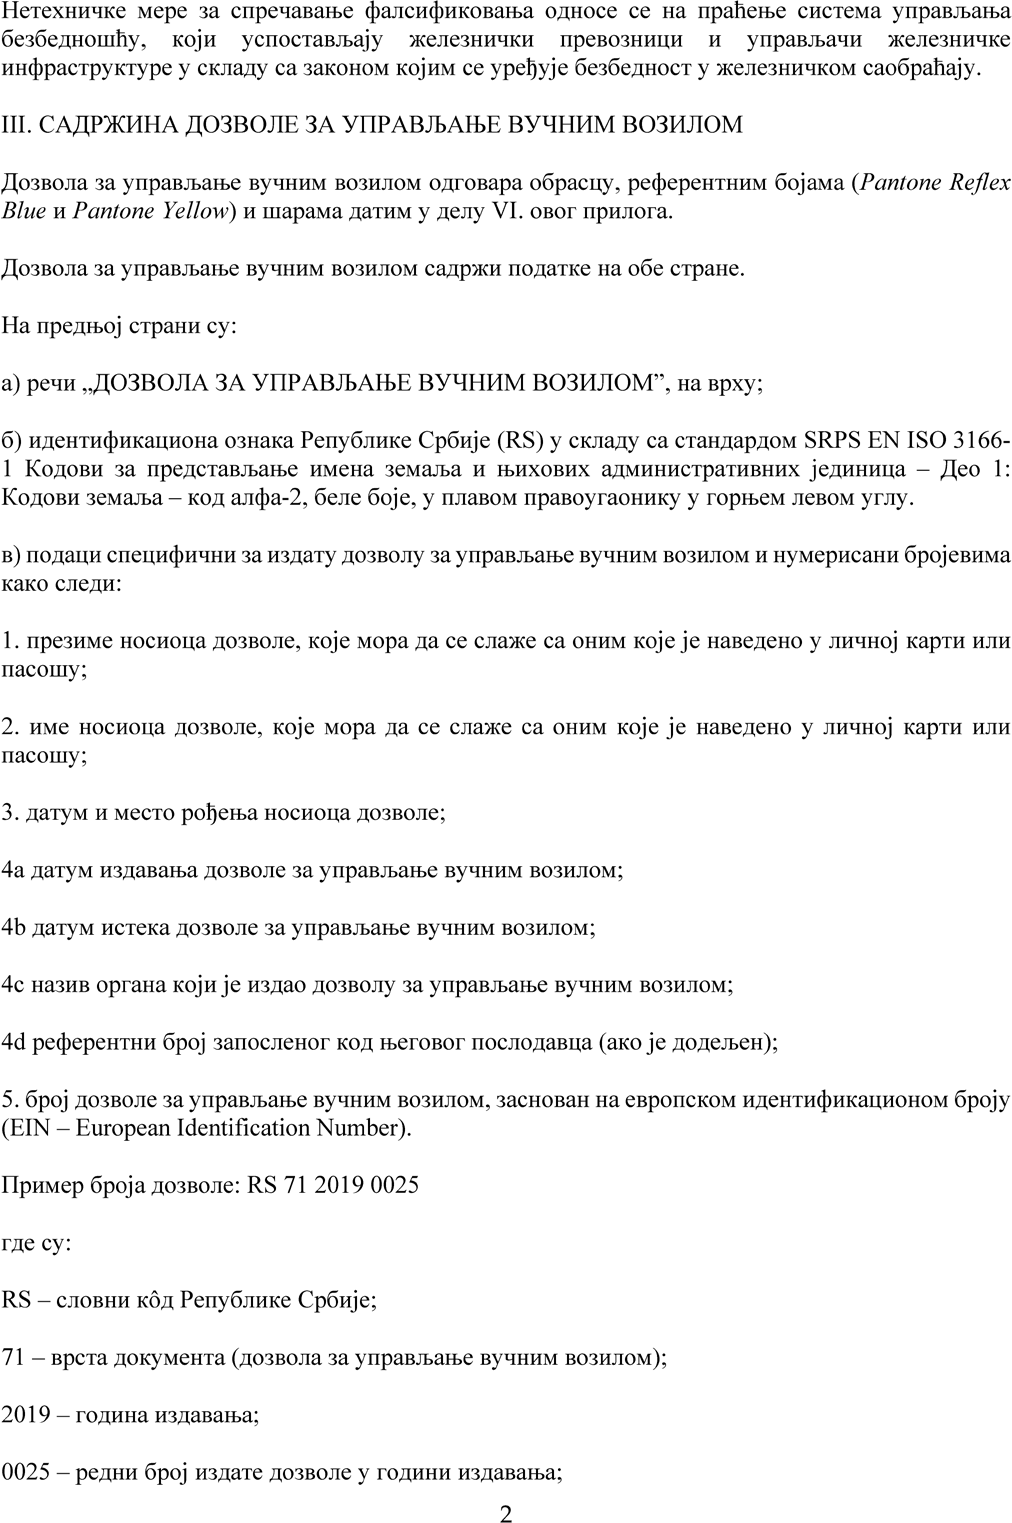 Нетехничке мере за спречавање фалсификовања односе се на праћење система управљања
безбедношћу, који успостављају железнички превозници и управљачи железничке
инфраструктуре у складу са законом којим се уређује безбедност у железничком саобраћају.
III. САДРЖИНА ДОЗВОЛЕ ЗА УПРАВЉАЊЕ ВУЧНИМ ВОЗИЛОМ
Дозвола за управљање вучним возилом одговара обрасцу, референтним бојама (Pantone Reflex
Blue и Pantone Yellow) и шарама датим у делу VI. овог прилога.
Дозвола за управљање вучним возилом садржи податке на обе стране.
На предњој страни су:
а) речи „ДОЗВОЛА ЗА УПРАВЉАЊЕ ВУЧНИМ ВОЗИЛОМ”, на врху;
б) идентификациона ознака Републике Србије (RS) у складу са стандардом SRPS EN ISO 3166-
1 Кодови за представљање имена земаља и њихових административних јединица – Део 1:
Кодови земаља – код алфа-2, беле боје, у плавом правоугаонику у горњем левом углу.
в) подаци специфични за издату дозволу за управљање вучним возилом и нумерисани бројевима
како следи:
1. презиме носиоца дозволе, које мора да се слаже са оним које је наведено у личној карти или
пасошу;
2. име носиоца дозволе, које мора да се слаже са оним које је наведено у личној карти или
пасошу;
3. датум и место рођења носиоца дозволе;
4a датум издавања дозволе за управљање вучним возилом;
4b датум истека дозволе за управљање вучним возилом;
4c назив органа који је издао дозволу за управљање вучним возилом;
4d референтни број запосленог код његовог послодавца (ако је додељен);
5. број дозволе за управљање вучним возилом, заснован на европском идентификационом броју
(EIN – European Identification Number).
Пример броја дозволе: RS 71 2019 0025
где су:
RS – словни кôд Републике Србије;
71 – врста документа (дозвола за управљање вучним возилом);
2019 – година издавања;
0025 – редни број издате дозволе у години издавања;
2